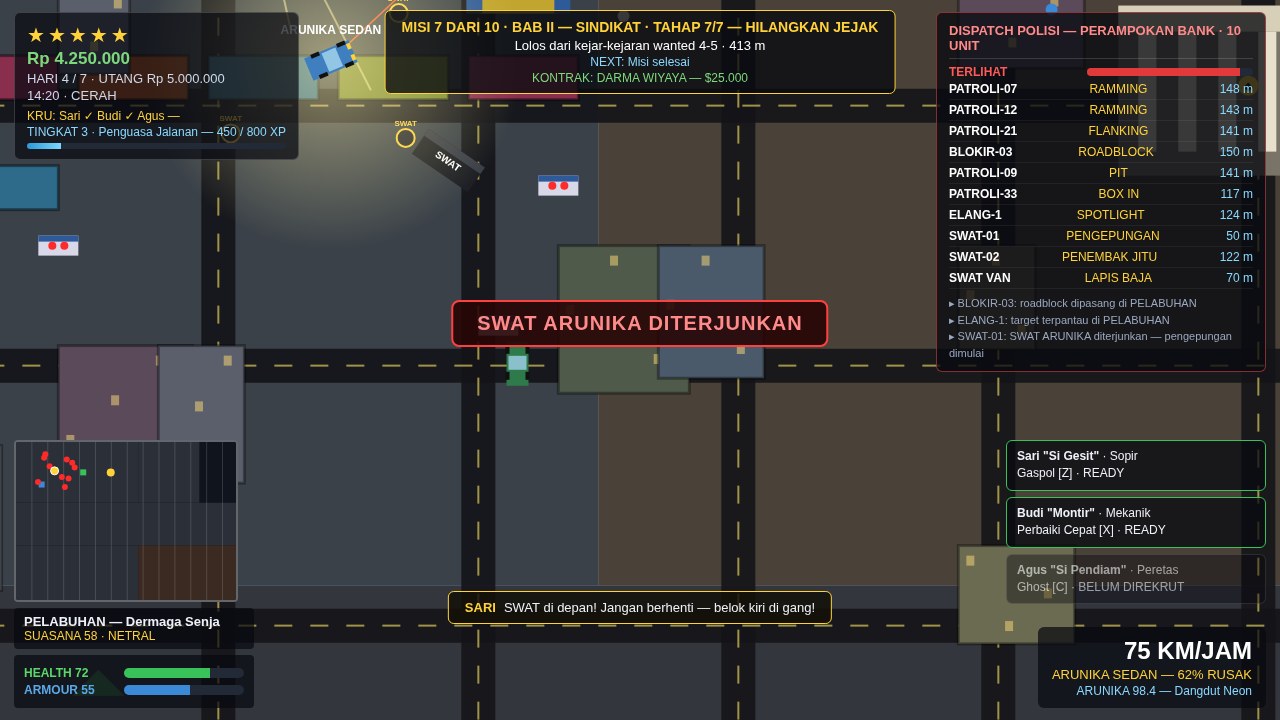 ★★★★★
Rp 4.250.000
HARI 4 / 7 · UTANG Rp 5.000.000
14:20 · CERAH
KRU: Sari ✓ Budi ✓ Agus —
TINGKAT 3 · Penguasa Jalanan — 450 / 800 XP
SWAT
ARUNIKA SEDAN
MISI 7 DARI 10 · BAB II — SINDIKAT · TAHAP 7/7 — HILANGKAN JEJAK
Lolos dari kejar-kejaran wanted 4-5 · 413 m
NEXT: Misi selesai
KONTRAK: DARMA WIYAYA — $25.000
SWAT
SWAT
DISPATCH POLISI — PERAMPOKAN BANK · 10 UNIT
TERLIHAT
PATROLI-07 RAMMING 148 m
PATROLI-12 RAMMING 143 m
PATROLI-21 FLANKING 141 m
BLOKIR-03 ROADBLOCK 150 m
PATROLI-09 PIT 141 m
PATROLI-33 BOX IN 117 m
ELANG-1 SPOTLIGHT 124 m
SWAT-01 PENGEPUNGAN 50 m
SWAT-02 PENEMBAK JITU 122 m
SWAT VAN LAPIS BAJA 70 m
▸ BLOKIR-03: roadblock dipasang di PELABUHAN
▸ ELANG-1: target terpantau di PELABUHAN
▸ SWAT-01: SWAT ARUNIKA diterjunkan — pengepungan dimulai
SWAT ARUNIKA DITERJUNKAN
Sari "Si Gesit" · Sopir
Gaspol [Z] · READY
Budi "Montir" · Mekanik
Perbaiki Cepat [X] · READY
Agus "Si Pendiam" · Peretas
Ghost [C] · BELUM DIREKRUT
SARI SWAT di depan! Jangan berhenti — belok kiri di gang!
PELABUHAN — Dermaga Senja
SUASANA 58 · NETRAL
HEALTH 72
ARMOUR 55
75 KM/JAM
ARUNIKA SEDAN — 62% RUSAK
ARUNIKA 98.4 — Dangdut Neon